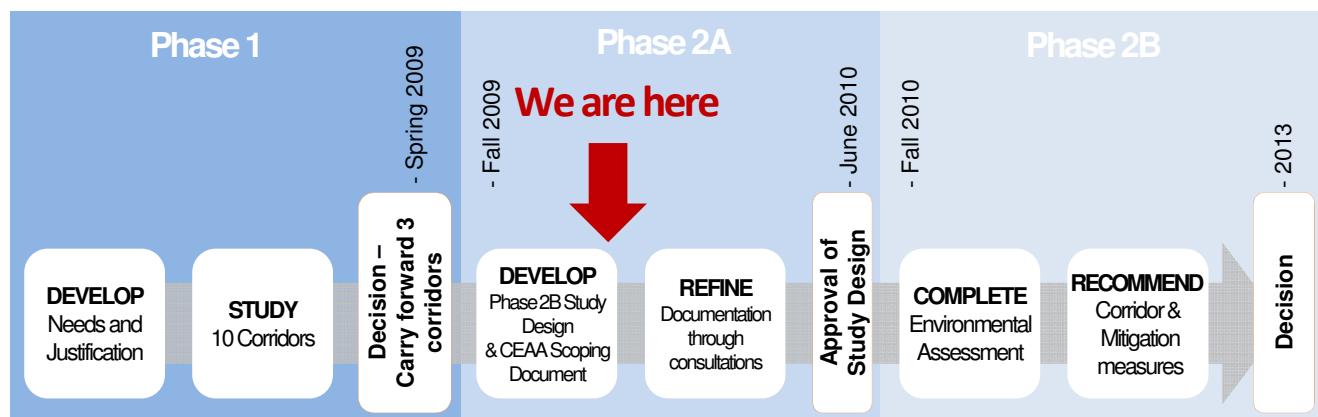 Phase 1
Phase 2A
Phase 2B
We are here
- Spring 2009
- Fall 2009
- June 2010
- Fall 2010
- 2013
DEVELOP
Needs and
Justification
STUDY
10 Corridors
Decision –
Carry forward 3
corridors
DEVELOP
Phase 2B Study
Design
& CEAA Scoping
Document
REFINE
Documentation
through
consultations
Approval of
Study Design
COMPLETE
Environmental
Assessment
RECOMMEND
Corridor &
Mitigation
measures
Decision